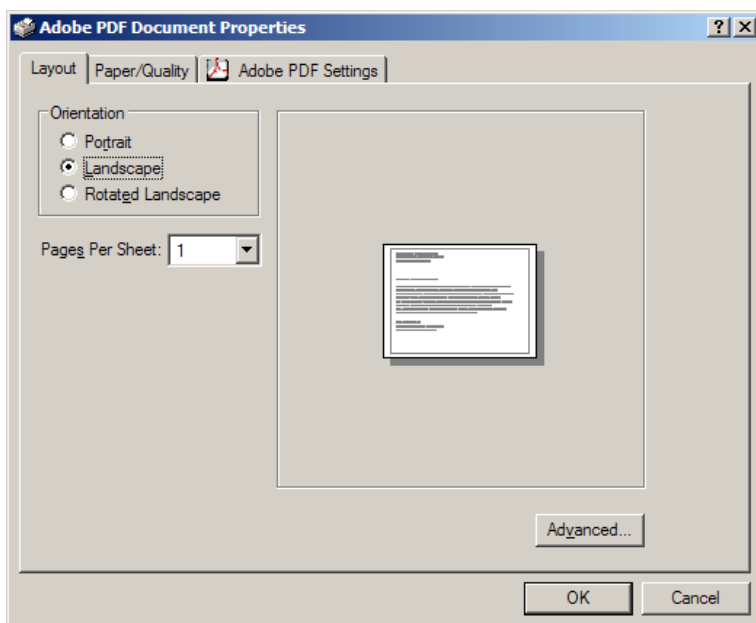 Adobe PDF Document Properties
Layout Paper/Quality Adobe PDF Settings
Orientation
Portrait
Landscape
Rotated Landscape
Pages Per Sheet: 1
Advanced...
OK Cancel